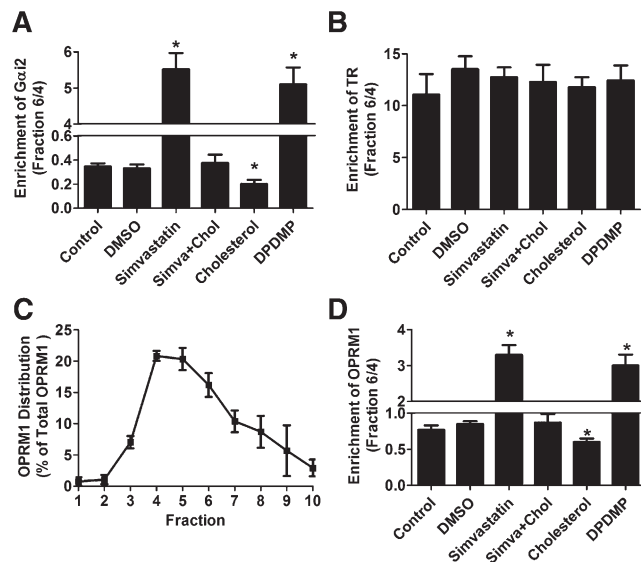 A
Enrichment of Gαi2
(Fraction 6/4)
6
5
4
0.6
0.4
0.2
0.0
*
*
*
Control
DMSO
Simvastatin
Simva+Chol
Cholesterol
DPDMP
B
Enrichment of TR
(Fraction 6/4)
15
10
5
0
Control
DMSO
Simvastatin
Simva+Chol
Cholesterol
DPDMP
C
OPRM1 Distribution
(% of Total OPRM1 )
25
20
15
10
5
0
1 2 3 4 5 6 7 8 9 10
Fraction
D
Enrichment of OPRM1
(Fraction 6/4)
4
3
2
1.0
0.5
0.0
*
*
*
Control
DMSO
Simvastatin
Simva+Chol
Cholesterol
DPDMP